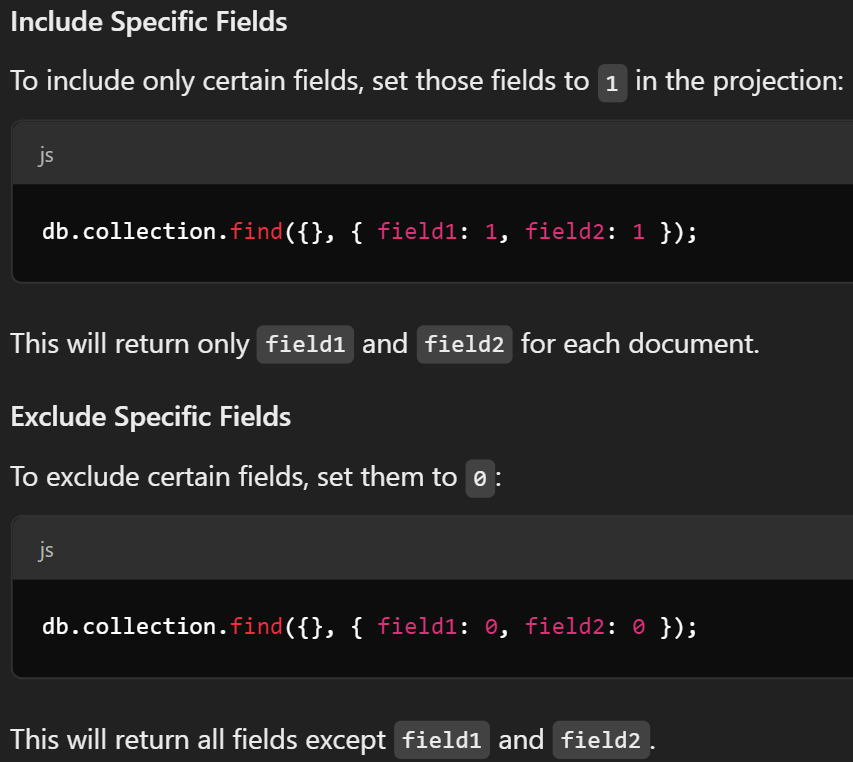 Include Specific Fields
To include only certain fields, set those fields to 1 in the projection:
js
db.collection.find({}, { field1: 1, field2: 1 });
This will return only field1 and field2 for each document.
Exclude Specific Fields
To exclude certain fields, set them to 0:
js
db.collection.find({}, { field1: 0, field2: 0 });
This will return all fields except field1 and field2.